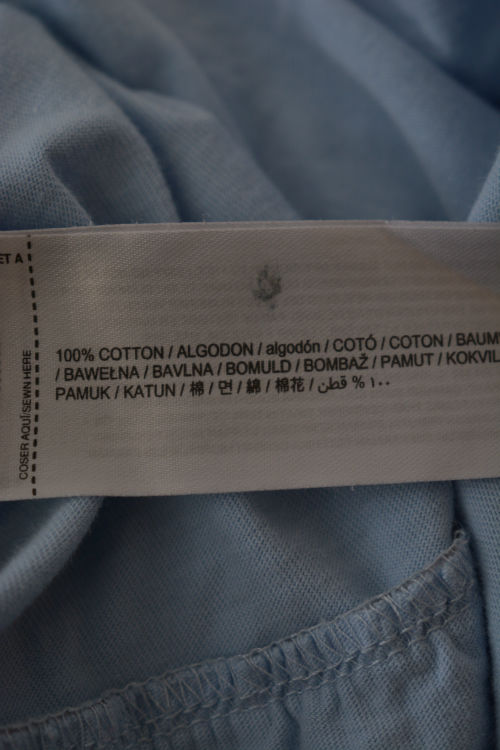 ET A
COSER AQUÍ/SEWN HERE
100% COTTON / ALGODON / algodón / COTÓ / COTON / BAUM
/ BAWEŁNA / BAVLNA / BOMULD / BOMBAŽ / PAMUT / KOKVIL
PAMUK / KATUN / 棉 / 면 / 綿 / 棉花 / قطن % ١٠٠